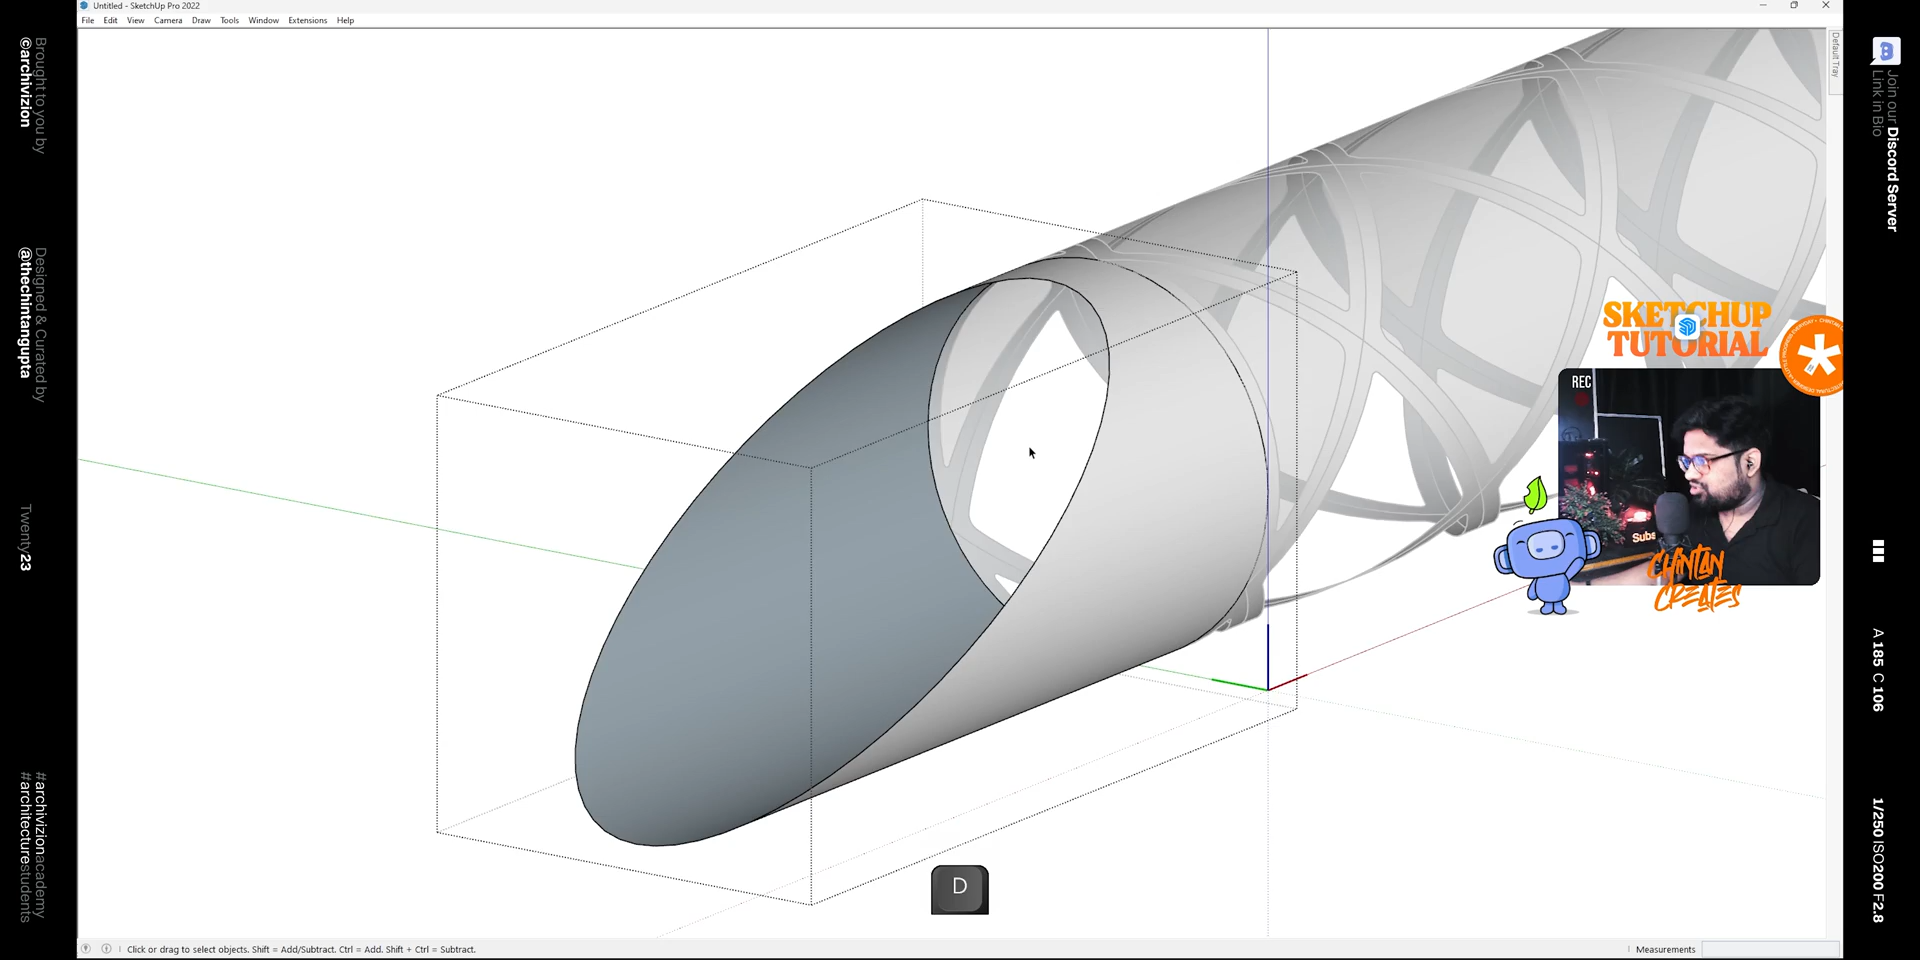 Untitled - SketchUp Pro 2022
File Edit View Camera Draw Tools Window Extensions Help
Default Tray
Brought to you by
©archivizion
Designed & Curated by
@thechintangupta
Twenty23
#archivizionacademy
#architecturestudents
Join our Discord Server
Link in Bio
A 185 C 106
1/250 ISO200 F2.8
SKETCHUP
TUTORIAL
REC
Subs
CHINTAN
CREATES
D
Click or drag to select objects. Shift = Add/Subtract. Ctrl = Add. Shift + Ctrl = Subtract.
Measurements